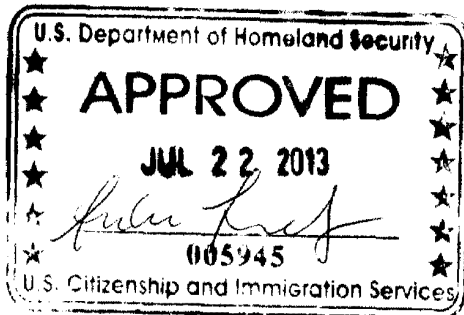 U.S. Department of Homeland Security
APPROVED
JUL 22 2013
005945
U.S. Citizenship and Immigration Services